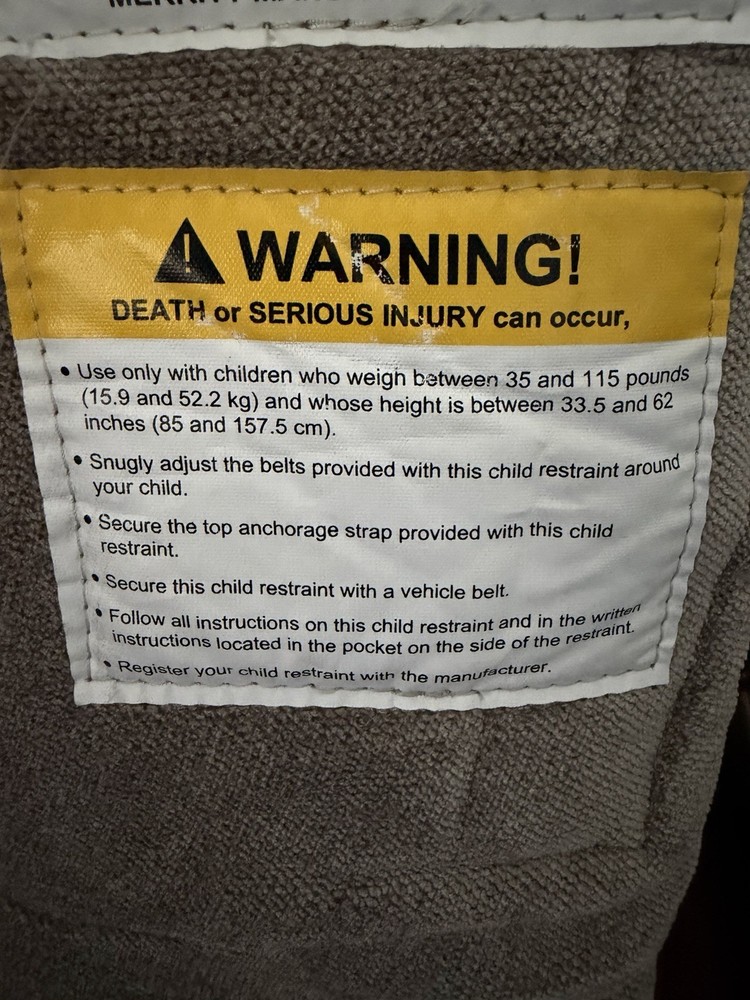 WARNING!
DEATH or SERIOUS INJURY can occur,
• Use only with children who weigh between 35 and 115 pounds
(15.9 and 52.2 kg) and whose height is between 33.5 and 62
inches (85 and 157.5 cm).
• Snugly adjust the belts provided with this child restraint around
your child.
• Secure the top anchorage strap provided with this child
restraint.
• Secure this child restraint with a vehicle belt.
• Follow all instructions on this child restraint and in the written
instructions located in the pocket on the side of the restraint.
• Register your child restraint with the manufacturer.